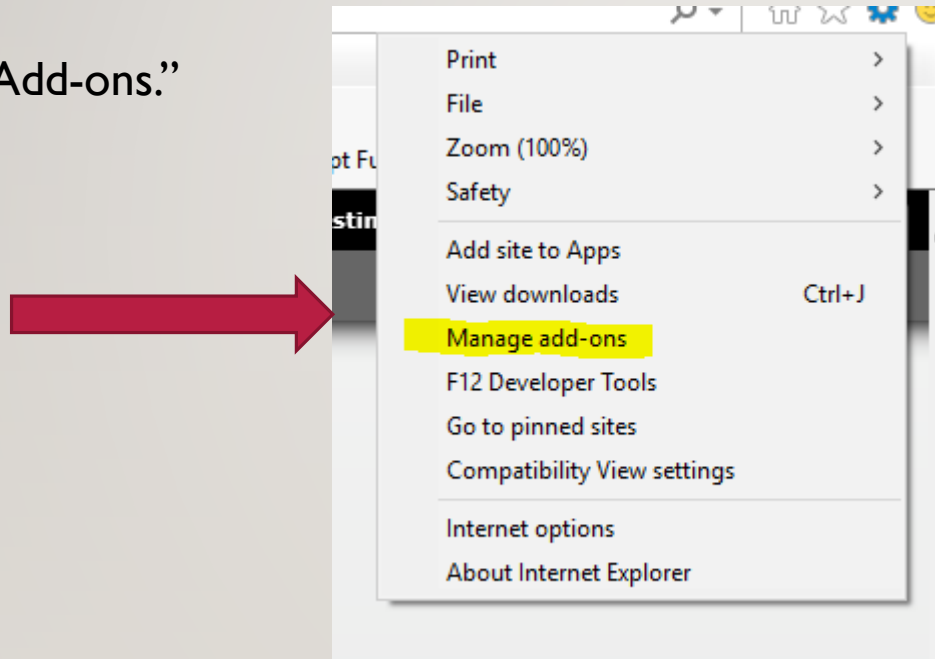 Add-ons.”
Print
File
Zoom (100%)
Safety
Add site to Apps
View downloads Ctrl+J
Manage add-ons
F12 Developer Tools
Go to pinned sites
Compatibility View settings
Internet options
About Internet Explorer